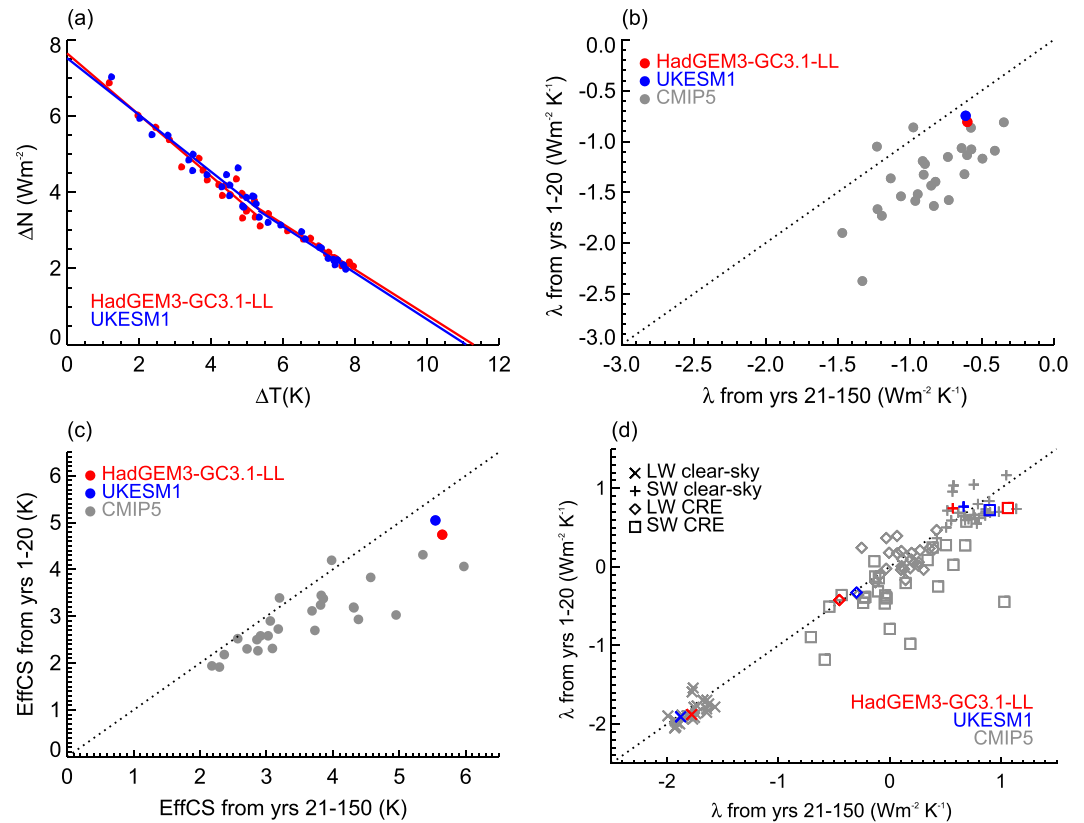 (a)
8
6
4
2
0
0 2 4 6 8 10 12
ΔN (Wm⁻²)
ΔT(K)
HadGEM3-GC3.1-LL
UKESM1
(b)
0.0
-0.5
-1.0
-1.5
-2.0
-2.5
-3.0
-3.0 -2.5 -2.0 -1.5 -1.0 -0.5 0.0
λ from yrs 1-20 (Wm⁻² K⁻¹)
λ from yrs 21-150 (Wm⁻² K⁻¹)
HadGEM3-GC3.1-LL
UKESM1
CMIP5
(c)
6
5
4
3
2
1
0
0 1 2 3 4 5 6
EffCS from yrs 1-20 (K)
EffCS from yrs 21-150 (K)
HadGEM3-GC3.1-LL
UKESM1
CMIP5
(d)
1
0
-1
-2
-2 -1 0 1
λ from yrs 1-20 (Wm⁻² K⁻¹)
λ from yrs 21-150 (Wm⁻² K⁻¹)
LW clear-sky
SW clear-sky
LW CRE
SW CRE
HadGEM3-GC3.1-LL
UKESM1
CMIP5